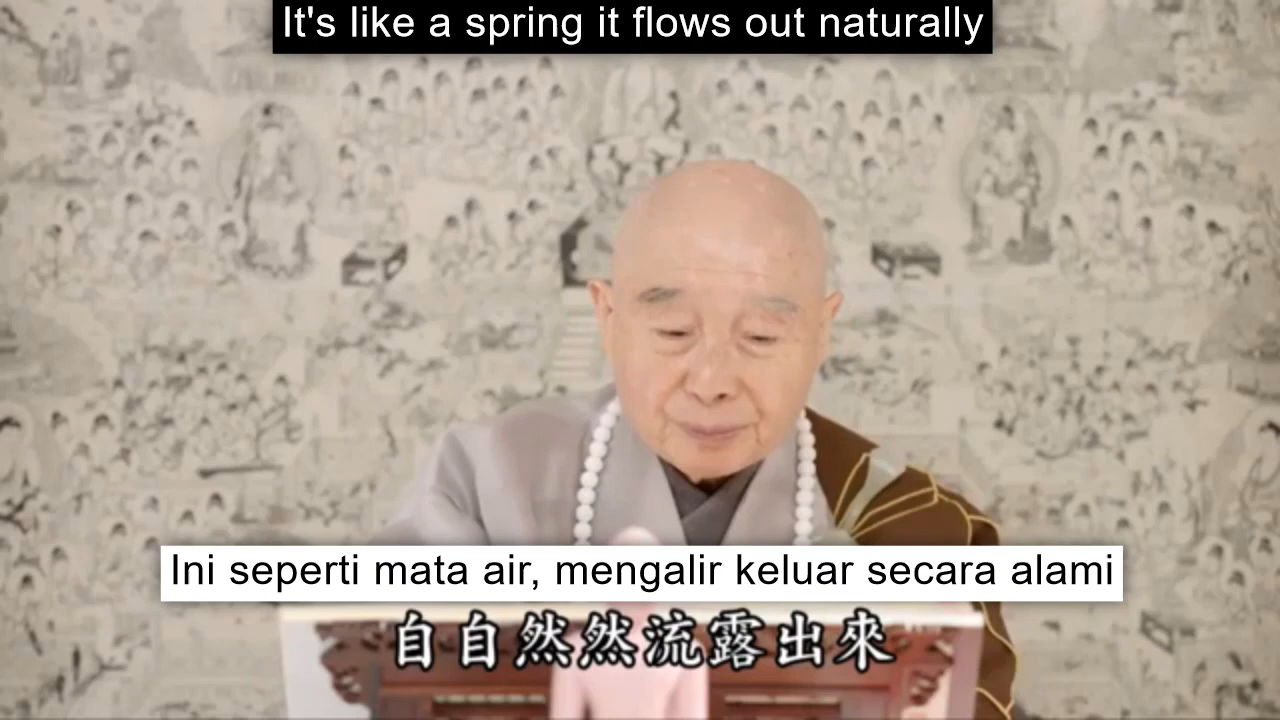 It's like a spring it flows out naturally
Ini seperti mata air, mengalir keluar secara alami
自自然然流露出來